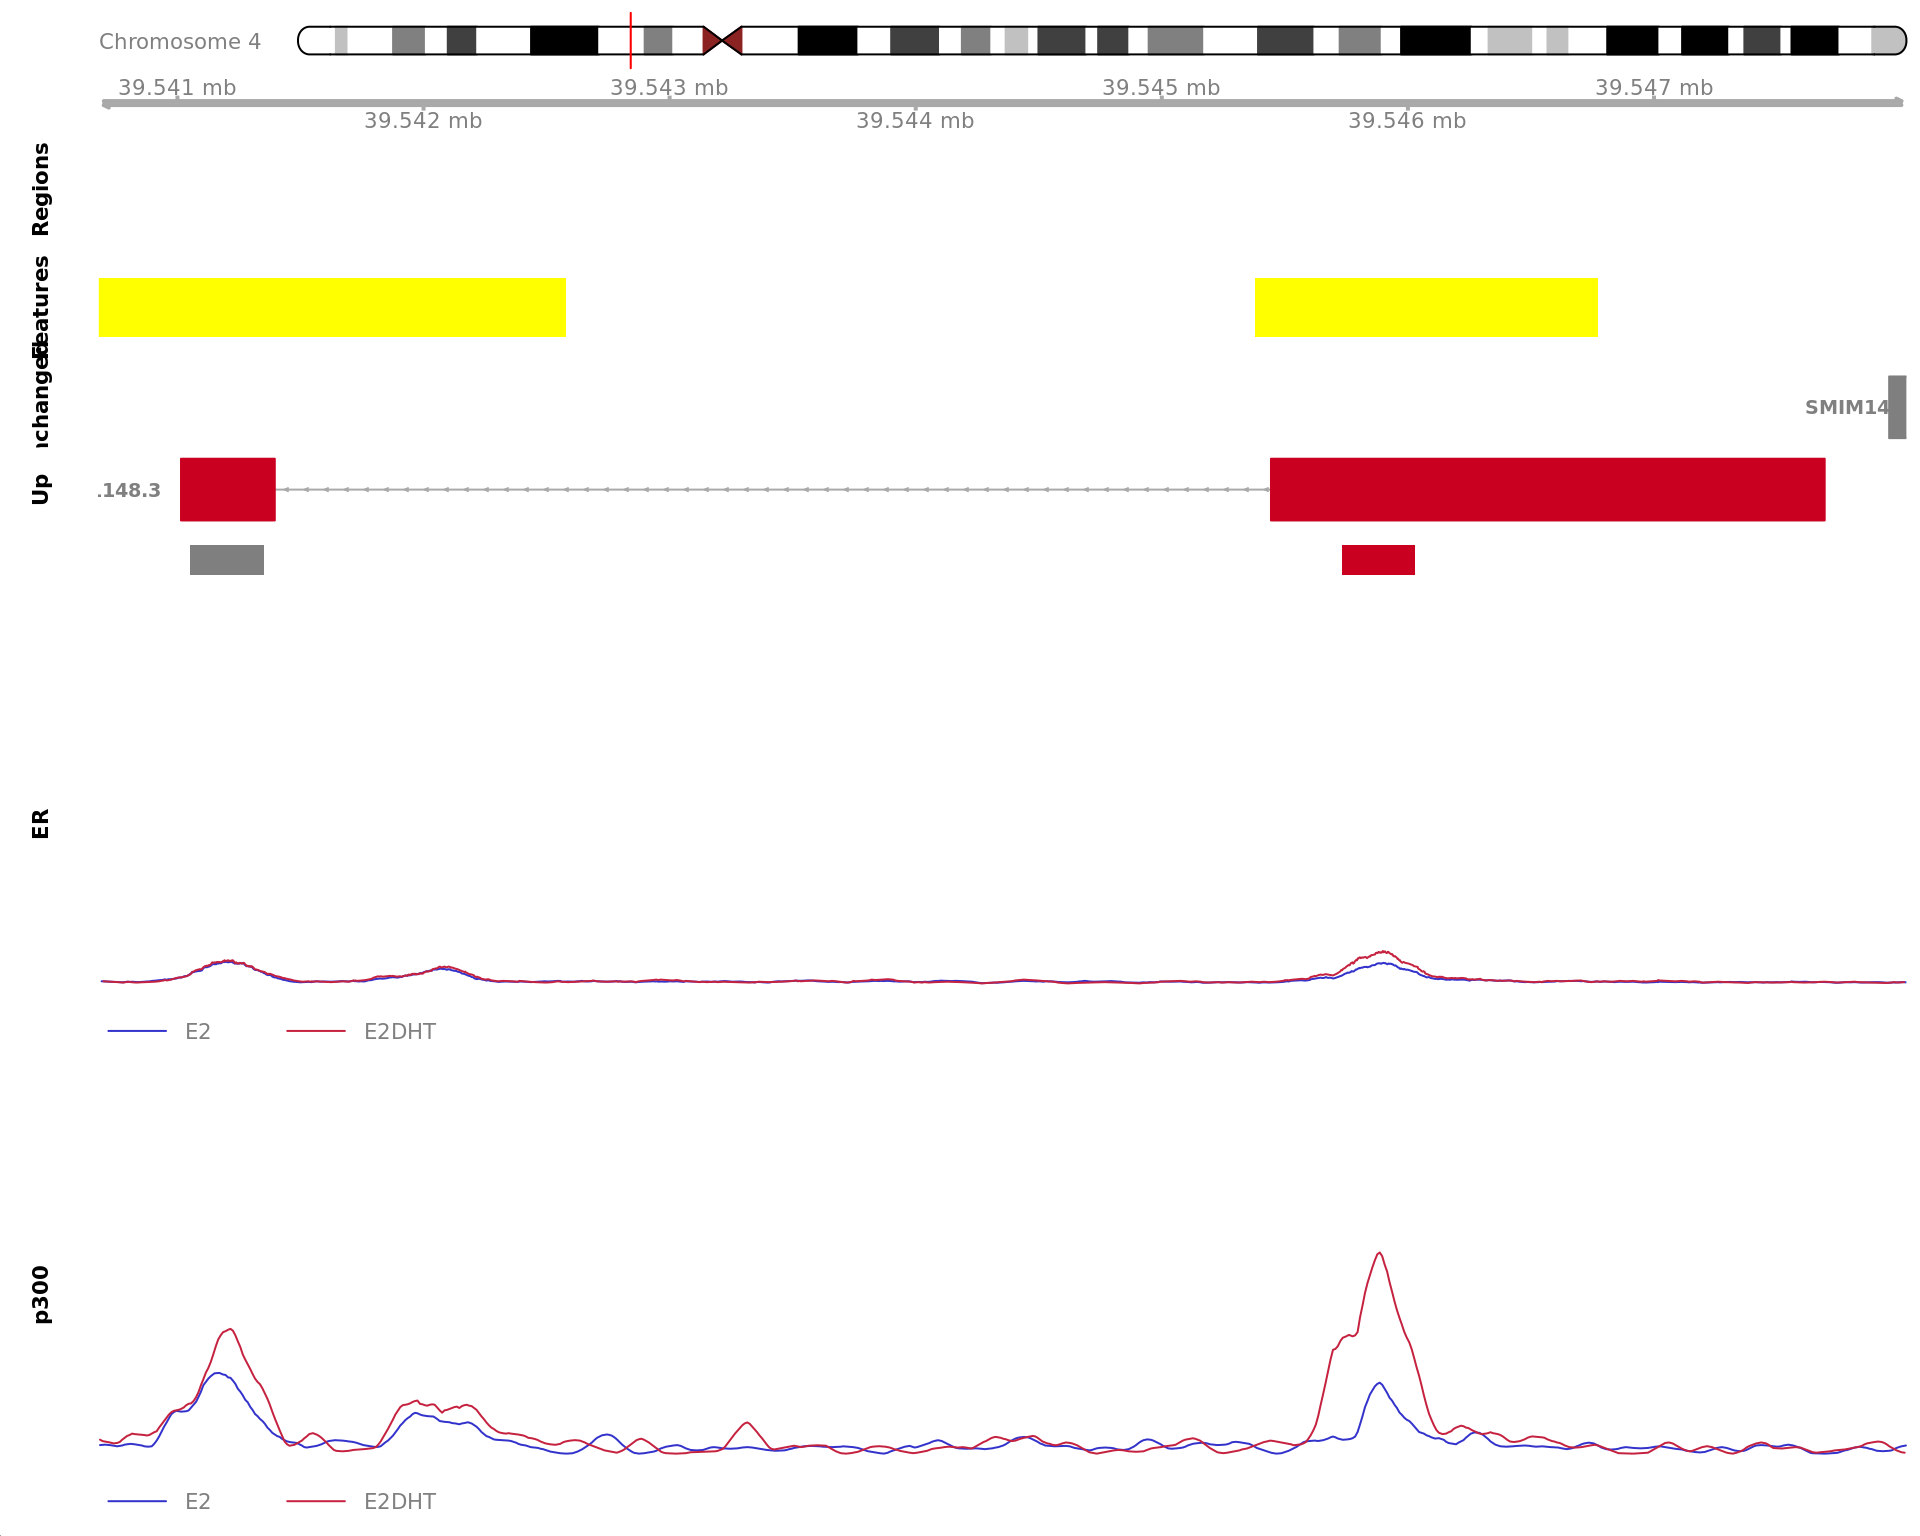 Chromosome 4
39.541 mb
39.543 mb
39.545 mb
39.547 mb
39.542 mb
39.544 mb
39.546 mb
Regions
Features
changed
SMIM14
Up
.148.3
ER
E2
E2DHT
p300
E2
E2DHT